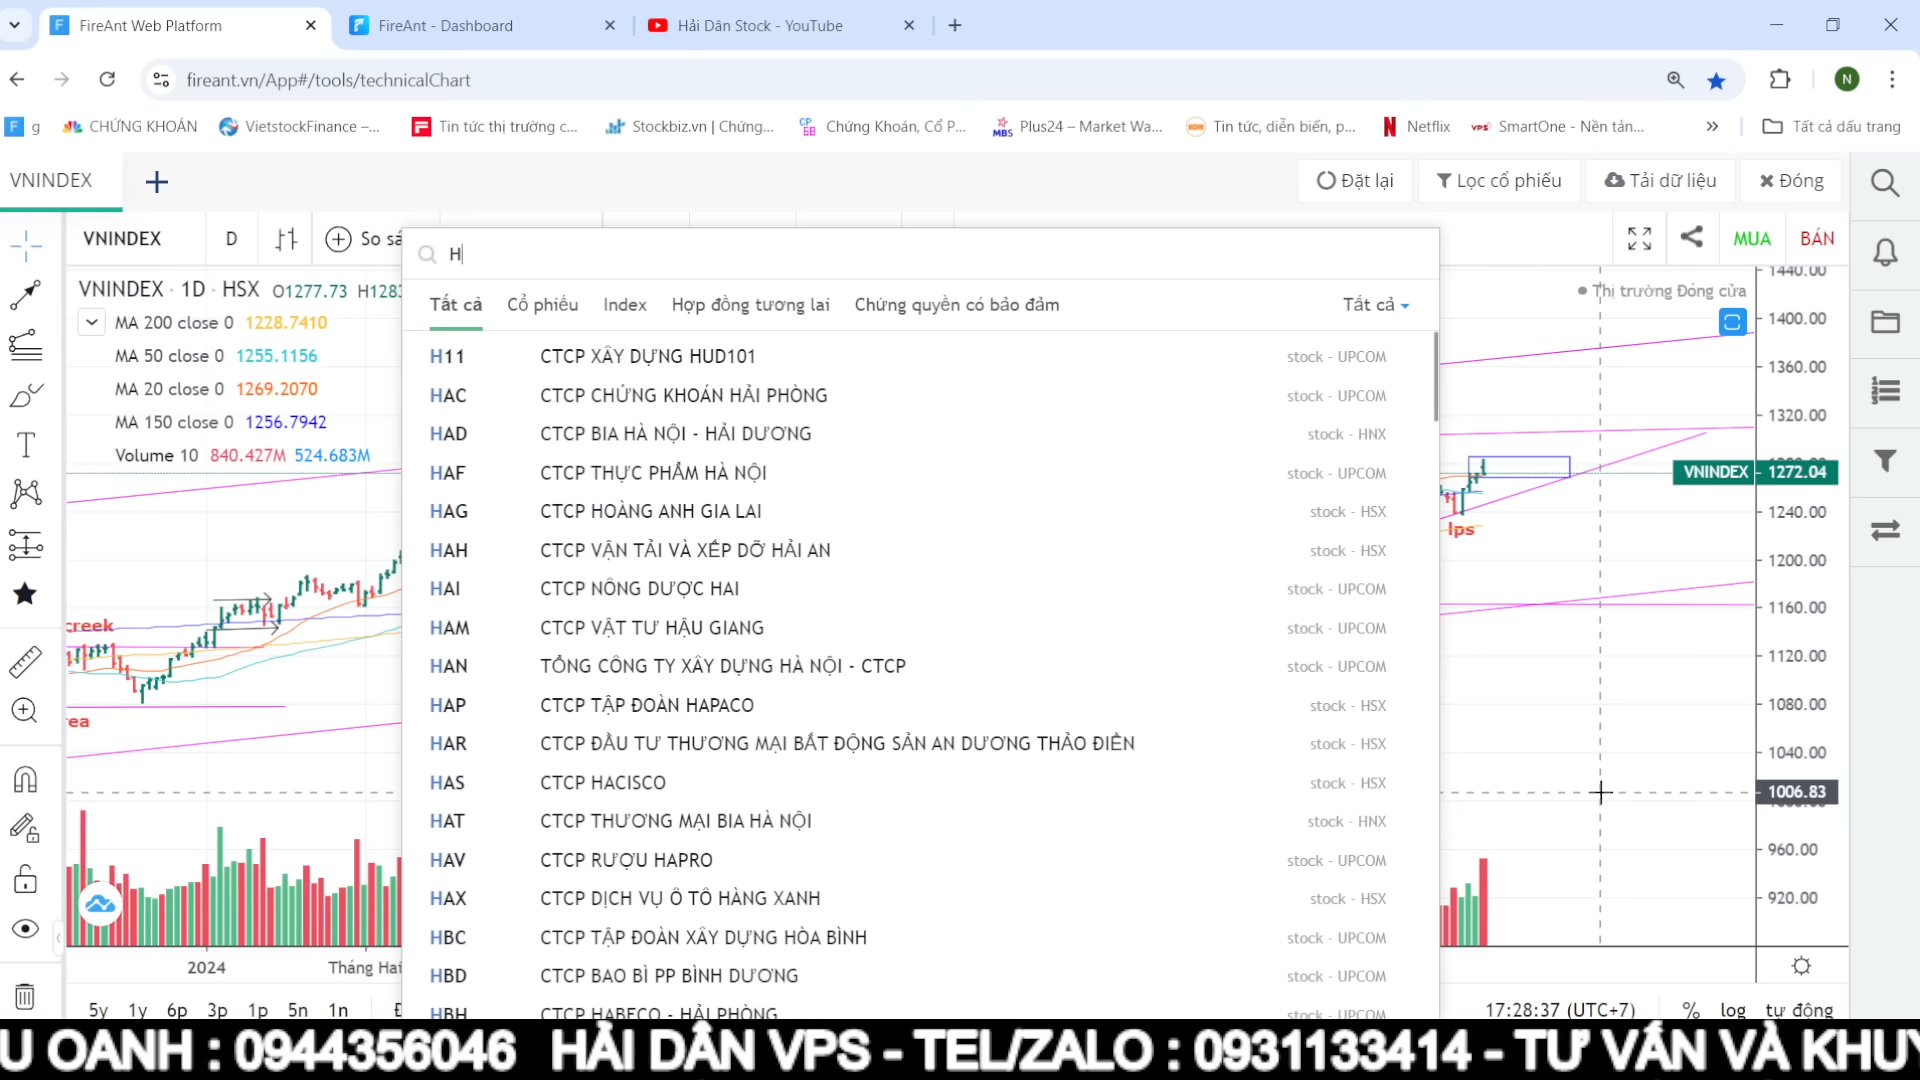 FireAnt Web Platform
FireAnt - Dashboard
Hải Dân Stock - YouTube
fireant.vn/App#/tools/technicalChart
N
F g
CHỨNG KHOÁN
VietstockFinance –...
Tin tức thị trường c...
Stockbiz.vn | Chứng...
Chứng Khoán, Cổ P...
Plus24 – Market Wa...
Tin tức, diễn biến, p...
Netflix
SmartOne - Nền tản...
Tất cả dấu trang
VNINDEX
Đặt lại
Lọc cổ phiếu
Tải dữ liệu
Đóng
VNINDEX
D
So sá
MUA
BÁN
H
VNINDEX · 1D · HSX O1277.73 H1283
MA 200 close 0 1228.7410
MA 50 close 0 1255.1156
MA 20 close 0 1269.2070
MA 150 close 0 1256.7942
Volume 10 840.427M 524.683M
Tất cả
Cổ phiếu
Index
Hợp đồng tương lai
Chứng quyền có bảo đảm
Tất cả
H11 CTCP XÂY DỰNG HUD101 stock - UPCOM
HAC CTCP CHỨNG KHOÁN HẢI PHÒNG stock - UPCOM
HAD CTCP BIA HÀ NỘI - HẢI DƯƠNG stock - HNX
HAF CTCP THỰC PHẨM HÀ NỘI stock - UPCOM
HAG CTCP HOÀNG ANH GIA LAI stock - HSX
HAH CTCP VẬN TẢI VÀ XẾP DỠ HẢI AN stock - HSX
HAI CTCP NÔNG DƯỢC HAI stock - UPCOM
HAM CTCP VẬT TƯ HẬU GIANG stock - UPCOM
HAN TỔNG CÔNG TY XÂY DỰNG HÀ NỘI - CTCP stock - UPCOM
HAP CTCP TẬP ĐOÀN HAPACO stock - HSX
HAR CTCP ĐẦU TƯ THƯƠNG MẠI BẤT ĐỘNG SẢN AN DƯƠNG THẢO ĐIỀN stock - HSX
HAS CTCP HACISCO stock - HSX
HAT CTCP THƯƠNG MẠI BIA HÀ NỘI stock - HNX
HAV CTCP RƯỢU HAPRO stock - UPCOM
HAX CTCP DỊCH VỤ Ô TÔ HÀNG XANH stock - HSX
HBC CTCP TẬP ĐOÀN XÂY DỰNG HÒA BÌNH stock - UPCOM
HBD CTCP BAO BÌ PP BÌNH DƯƠNG stock - UPCOM
HBH CTCP HABECO - HẢI PHÒNG stock - UPCOM
Thị trường Đóng cửa
1440.00
1400.00
1360.00
1320.00
VNINDEX 1272.04
1240.00
1200.00
1160.00
1120.00
1080.00
1040.00
1006.83
960.00
920.00
lps
creek
rea
2024
Tháng Hai
5y 1y 6p 3p 1p 5n 1n
17:28:37 (UTC+7)
% log tự động
U OANH : 0944356046 HẢI DÂN VPS - TEL/ZALO : 0931133414 - TƯ VẤN VÀ KHUY